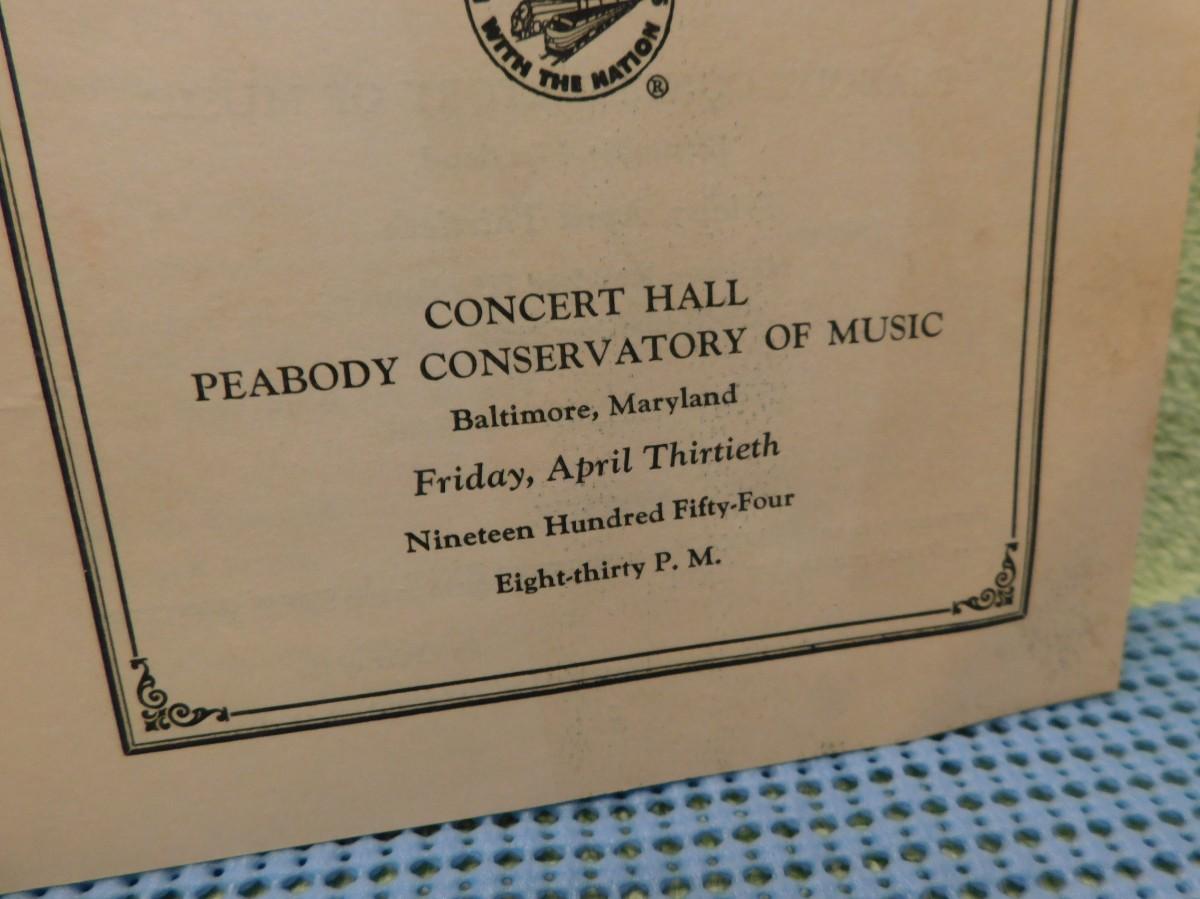 WITH THE NATION
®
CONCERT HALL
PEABODY CONSERVATORY OF MUSIC
Baltimore, Maryland
Friday, April Thirtieth
Nineteen Hundred Fifty-Four
Eight-thirty P. M.